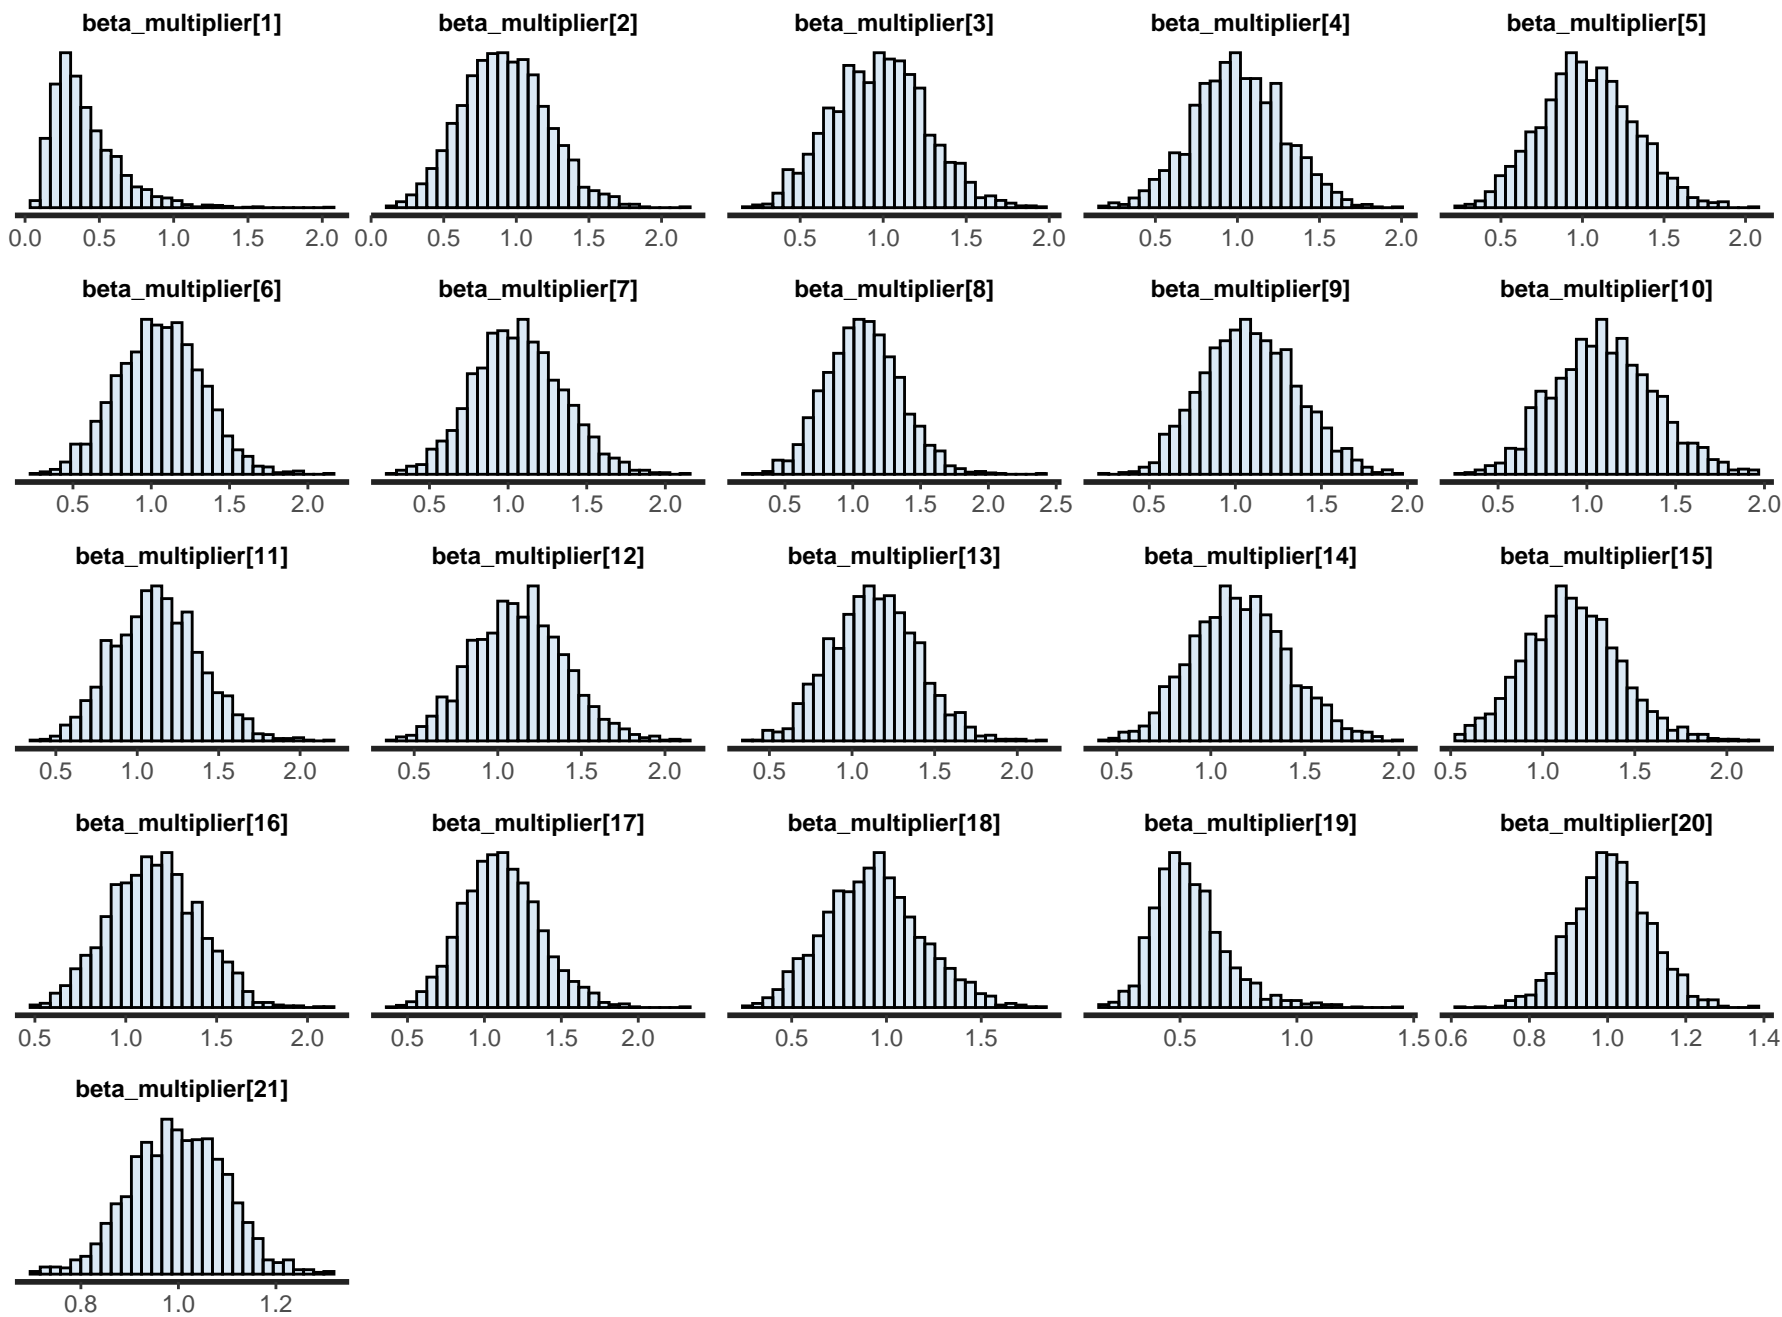 beta_multiplier[1] beta_multiplier[2] beta_multiplier[3] beta_multiplier[4] beta_multiplier[5]
0.0 0.5 1.0 1.5 2.0 0.0 0.5 1.0 1.5 2.0 0.5 1.0 1.5 2.0 0.5 1.0 1.5 2.0 0.5 1.0 1.5 2.0
beta_multiplier[6] beta_multiplier[7] beta_multiplier[8] beta_multiplier[9] beta_multiplier[10]
0.5 1.0 1.5 2.0 0.5 1.0 1.5 2.0 0.5 1.0 1.5 2.0 2.5 0.5 1.0 1.5 2.0 0.5 1.0 1.5 2.0
beta_multiplier[11] beta_multiplier[12] beta_multiplier[13] beta_multiplier[14] beta_multiplier[15]
0.5 1.0 1.5 2.0 0.5 1.0 1.5 2.0 0.5 1.0 1.5 2.0 0.5 1.0 1.5 2.0 0.5 1.0 1.5 2.0
beta_multiplier[16] beta_multiplier[17] beta_multiplier[18] beta_multiplier[19] beta_multiplier[20]
0.5 1.0 1.5 2.0 0.5 1.0 1.5 2.0 0.5 1.0 1.5 0.5 1.0 1.5 0.6 0.8 1.0 1.2 1.4
beta_multiplier[21]
0.8 1.0 1.2